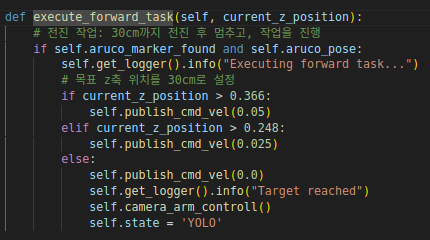 def execute_forward_task(self, current_z_position):
    # 전진 작업: 30cm까지 전진 후 멈추고, 작업을 진행
    if self.aruco_marker_found and self.aruco_pose:
        self.get_logger().info("Executing forward task...")
        # 목표 z축 위치를 30cm로 설정
        if current_z_position > 0.366:
            self.publish_cmd_vel(0.05)
        elif current_z_position > 0.248:
            self.publish_cmd_vel(0.025)
        else:
            self.publish_cmd_vel(0.0)
            self.get_logger().info("Target reached")
            self.camera_arm_controll()
            self.state = 'YOLO'